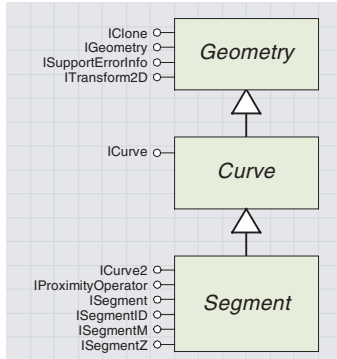 IClone
IGeometry
ISupportErrorInfo
ITransform2D
Geometry
ICurve
Curve
ICurve2
IProximityOperator
ISegment
ISegmentID
ISegmentM
ISegmentZ
Segment